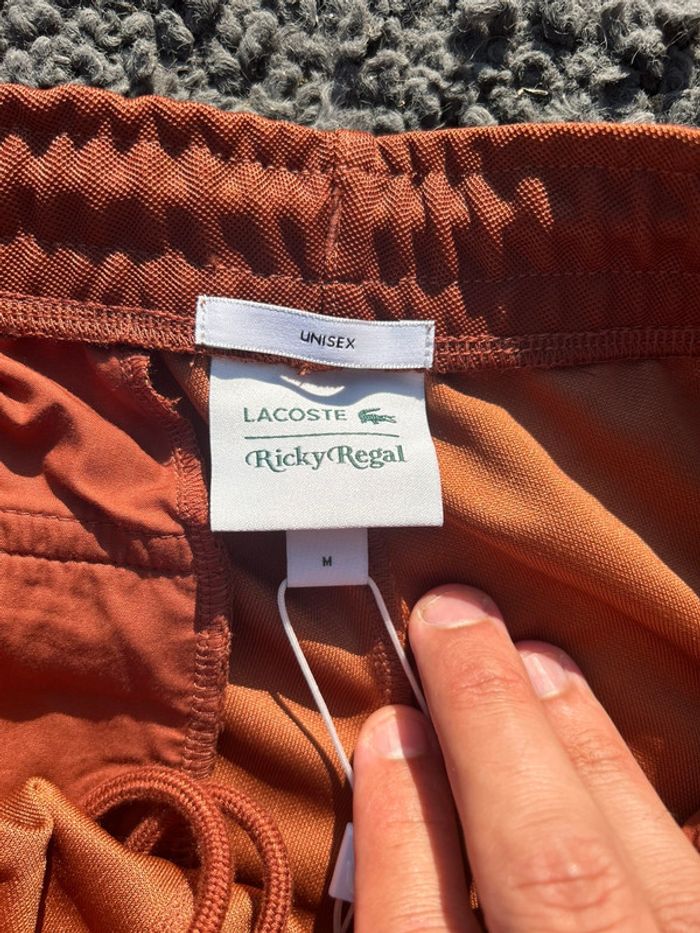 UNISEX
LACOSTE
Ricky Regal
M